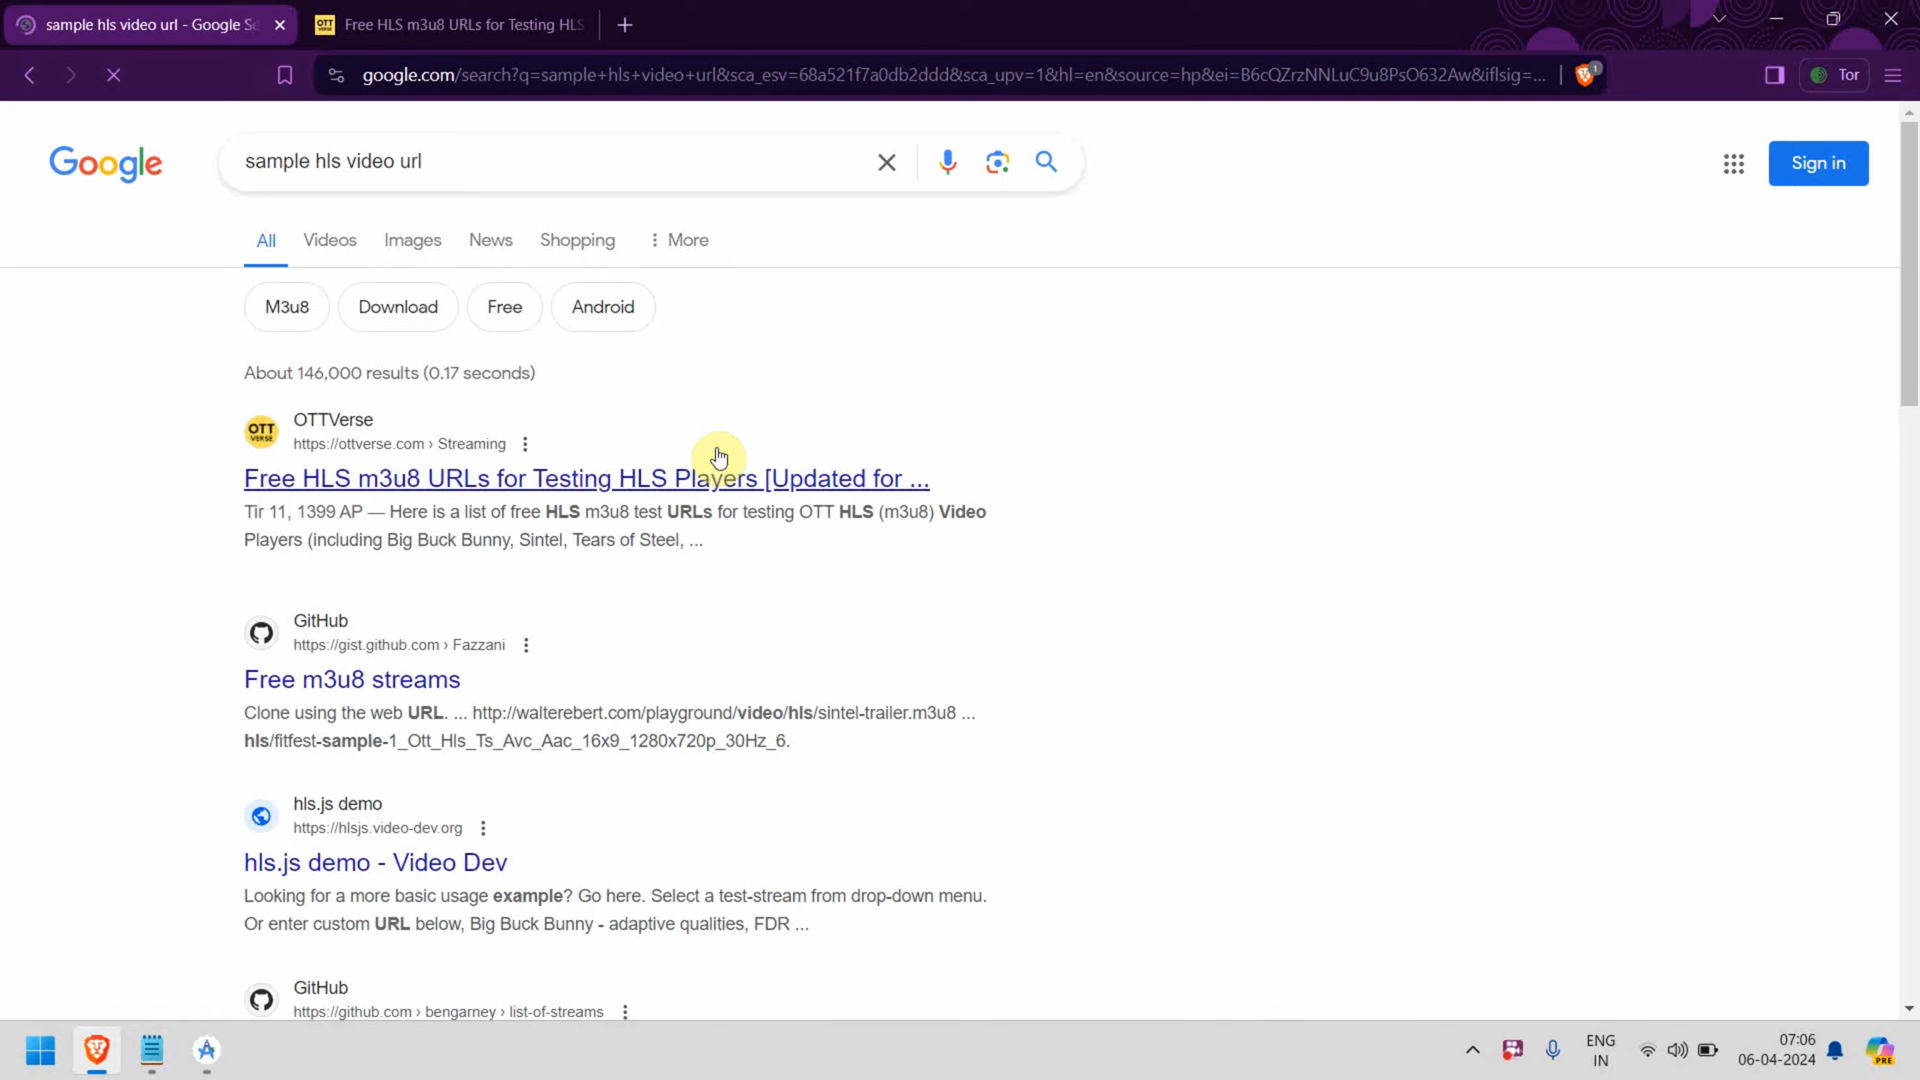 sample hls video url - Google Se
Free HLS m3u8 URLs for Testing HLS
google.com/search?q=sample+hls+video+url&sca_esv=68a521f7a0db2ddd&sca_upv=1&hl=en&source=hp&ei=B6cQZrzNNLuC9u8PsO632Aw&iflsig=...
1
Tor
Google
sample hls video url
Sign in
All
Videos
Images
News
Shopping
More
M3u8
Download
Free
Android
About 146,000 results (0.17 seconds)
OTT
VERSE
OTTVerse
https://ottverse.com › Streaming
Free HLS m3u8 URLs for Testing HLS Players [Updated for ...
Tir 11, 1399 AP — Here is a list of free HLS m3u8 test URLs for testing OTT HLS (m3u8) Video
Players (including Big Buck Bunny, Sintel, Tears of Steel, ...
GitHub
https://gist.github.com › Fazzani
Free m3u8 streams
Clone using the web URL. ... http://walterebert.com/playground/video/hls/sintel-trailer.m3u8 ...
hls/fitfest-sample-1_Ott_Hls_Ts_Avc_Aac_16x9_1280x720p_30Hz_6.
hls.js demo
https://hlsjs.video-dev.org
hls.js demo - Video Dev
Looking for a more basic usage example? Go here. Select a test-stream from drop-down menu.
Or enter custom URL below, Big Buck Bunny - adaptive qualities, FDR ...
GitHub
https://github.com › bengarney › list-of-streams
ENG
IN
07:06
06-04-2024
PRE